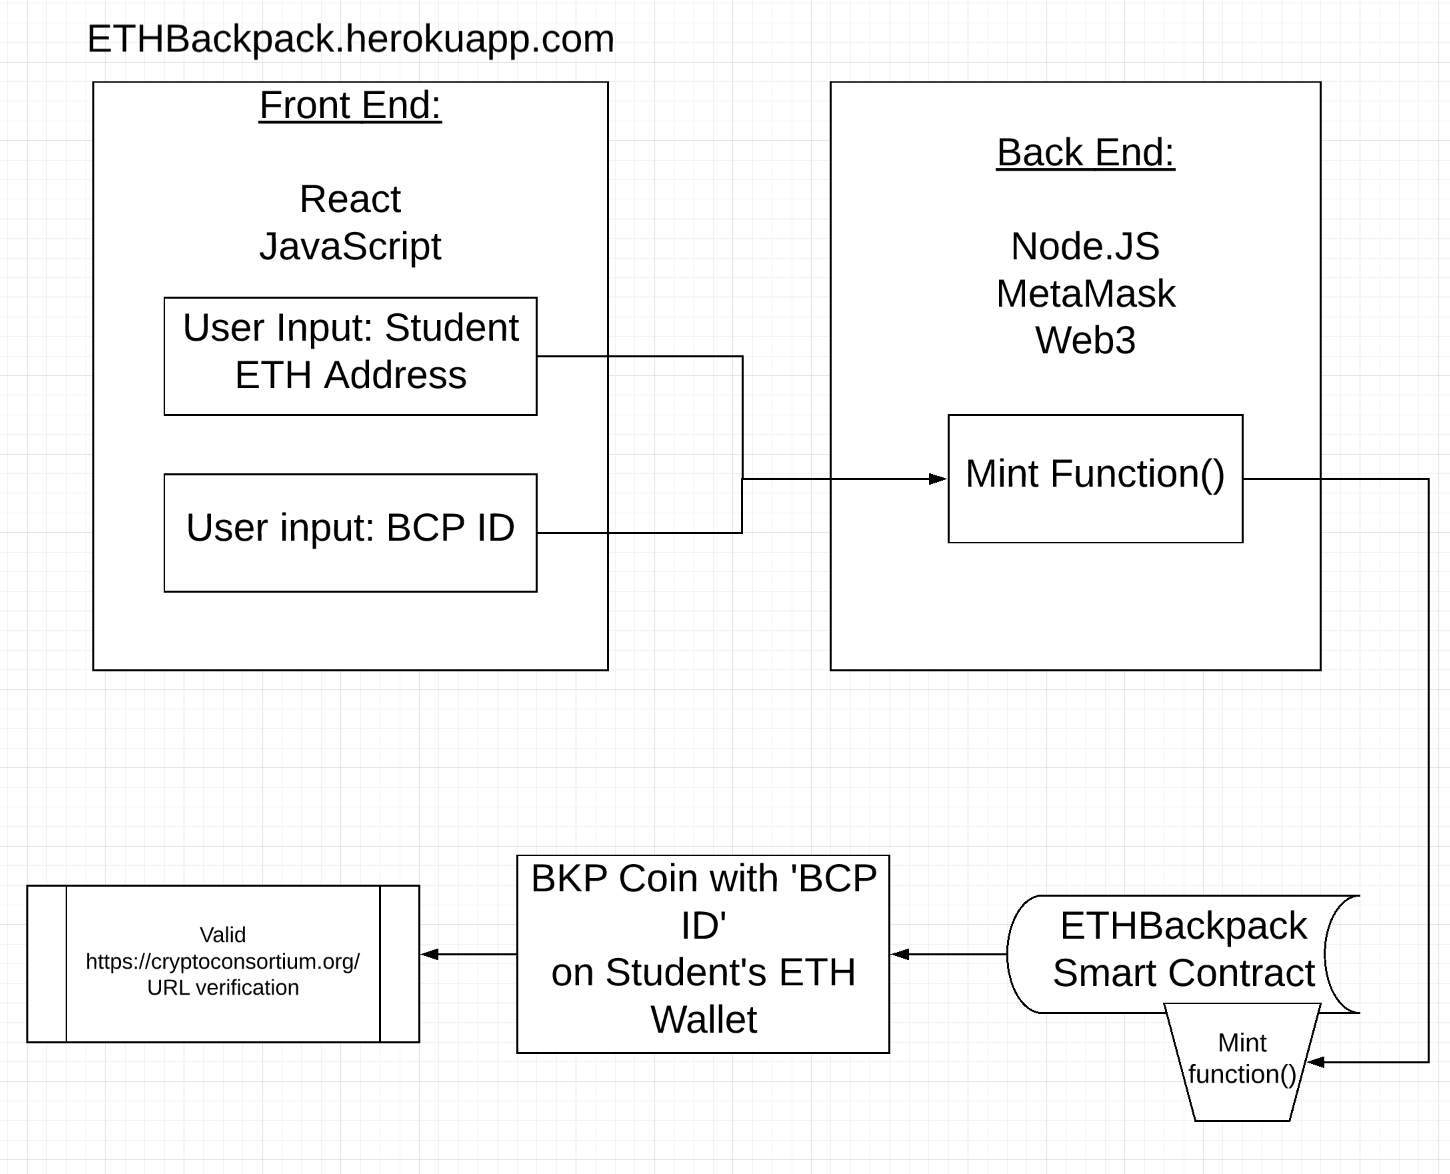 ETHBackpack.herokuapp.com
Front End:
React
JavaScript
User Input: Student
ETH Address
User input: BCP ID
Back End:
Node.JS
MetaMask
Web3
Mint Function()
Valid
https://cryptoconsortium.org/
URL verification
BKP Coin with 'BCP
ID'
on Student's ETH
Wallet
ETHBackpack
Smart Contract
Mint
function()